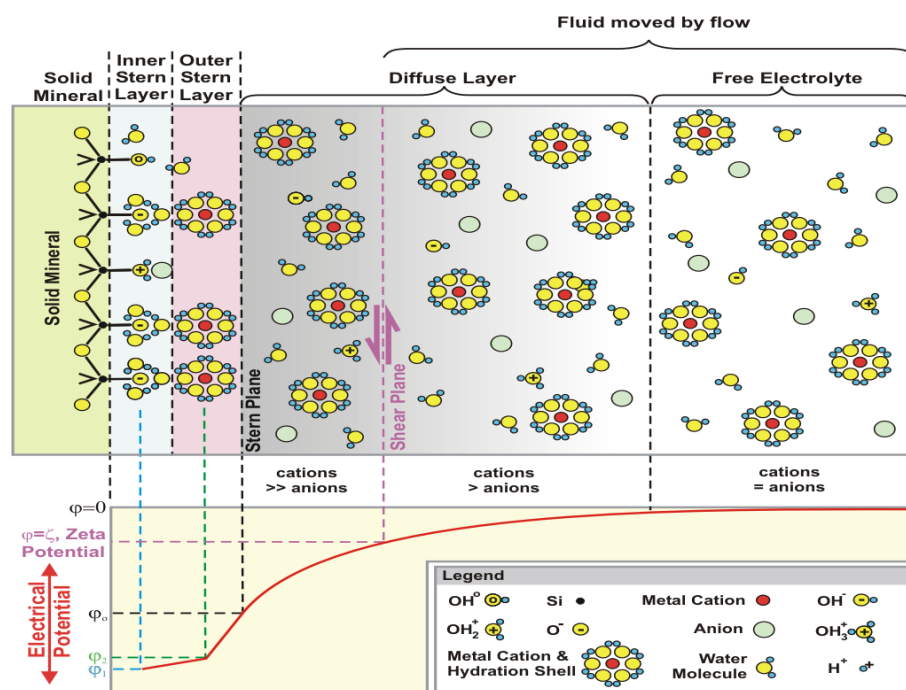 Fluid moved by flow
Solid
Mineral
Inner
Stern
Layer
Outer
Stern
Layer
Diffuse Layer
Free Electrolyte
Solid Mineral
Stern Plane
Shear Plane
cations
>> anions
cations
> anions
cations
= anions
φ=0
φ=ζ, Zeta
Potential
Electrical
Potential
φₒ
φ₂
φ₁
Legend
OH⁰
Si
Metal Cation
OH⁻
OH₂⁺
O⁻
Anion
OH₃⁺
Metal Cation &
Hydration Shell
Water
Molecule
H⁺